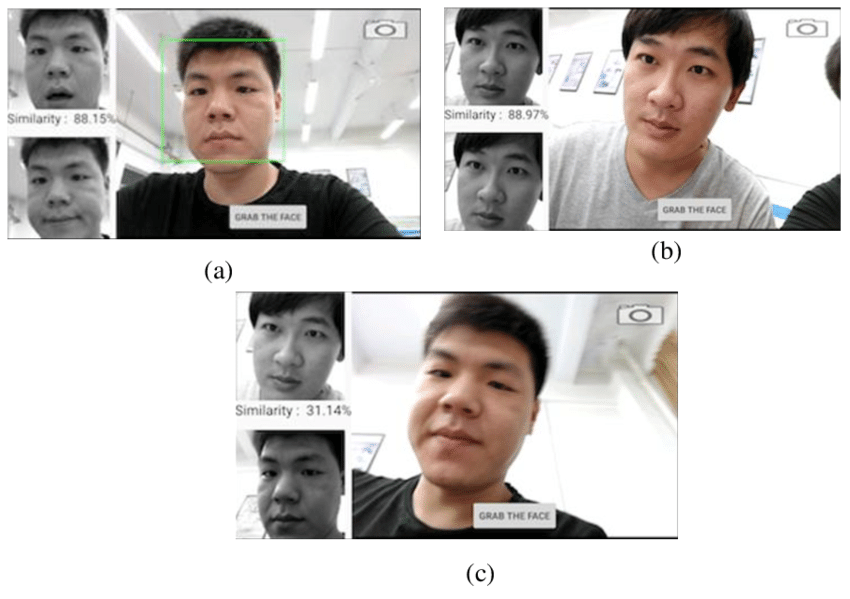 Similarity : 88.15%
GRAB THE FACE
(a)
Similarity : 88.97%
GRAB THE FACE
(b)
Similarity : 31.14%
GRAB THE FACE
(c)